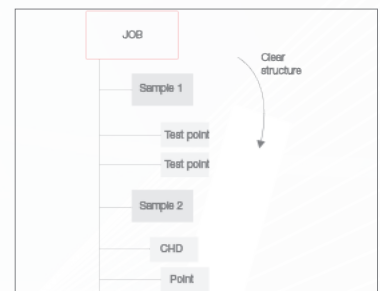 JOB
Clear
structure
Sample 1
Test point
Test point
Sample 2
CHD
Point